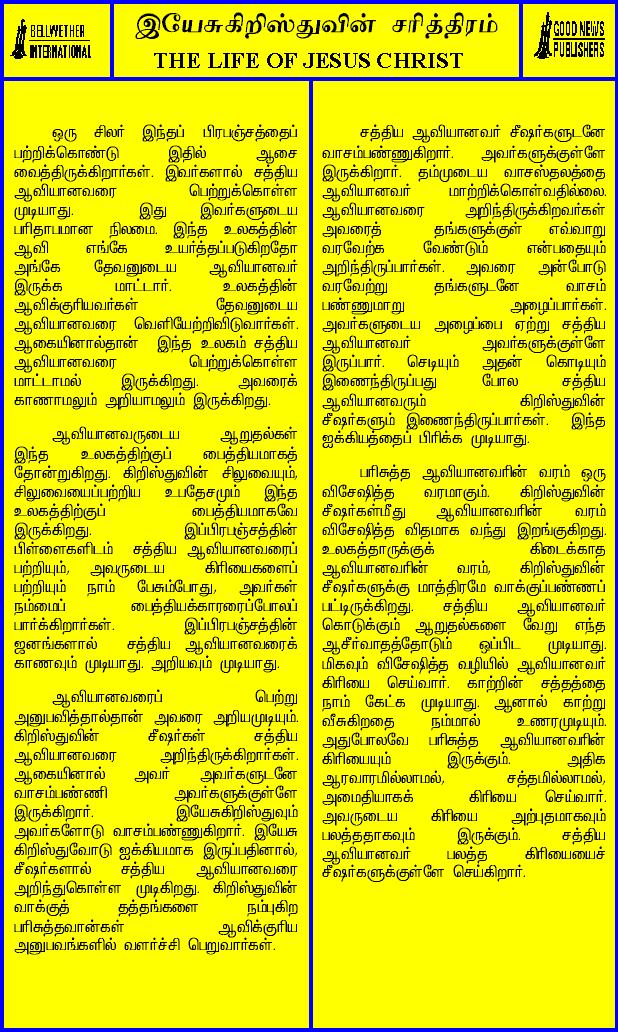 BELLWETHER
INTERNATIONAL
இயேசுகிறிஸ்துவின் சரித்திரம்
THE LIFE OF JESUS CHRIST
GOOD NEWS
PUBLISHERS
ஒரு சிலர் இந்தப் பிரபஞ்சத்தைப்
பற்றிக்கொண்டு இதில் ஆசை
வைத்திருக்கிறார்கள். இவர்களால் சத்திய
ஆவியானவரை பெற்றுக்கொள்ள
முடியாது. இது இவர்களுடைய
பரிதாபமான நிலமை. இந்த உலகத்தின்
ஆவி எங்கே உயர்த்தப்படுகிறதோ
அங்கே தேவனுடைய ஆவியானவர்
இருக்க மாட்டார். உலகத்தின்
ஆவிக்குரியவர்கள் தேவனுடைய
ஆவியானவரை வெளியேற்றிவிடுவார்கள்.
ஆகையினால்தான் இந்த உலகம் சத்திய
ஆவியானவரை பெற்றுக்கொள்ள
மாட்டாமல் இருக்கிறது. அவரைக்
காணாமலும் அறியாமலும் இருக்கிறது.
ஆவியானவருடைய ஆறுதல்கள்
இந்த உலகத்திற்குப் பைத்தியமாகத்
தோன்றுகிறது. கிறிஸ்துவின் சிலுவையும்,
சிலுவையைப்பற்றிய உபதேசமும் இந்த
உலகத்திற்குப் பைத்தியமாகவே
இருக்கிறது. இப்பிரபஞ்சத்தின்
பிள்ளைகளிடம் சத்திய ஆவியானவரைப்
பற்றியும், அவருடைய கிரியைகளைப்
பற்றியும் நாம் பேசும்போது, அவர்கள்
நம்மைப் பைத்தியக்காரரைப்போலப்
பார்க்கிறார்கள். இப்பிரபஞ்சத்தின்
ஜனங்களால் சத்திய ஆவியானவரைக்
காணவும் முடியாது. அறியவும் முடியாது.
ஆவியானவரைப் பெற்று
அனுபவித்தால்தான் அவரை அறியமுடியும்.
கிறிஸ்துவின் சீஷர்கள் சத்திய
ஆவியானவரை அறிந்திருக்கிறார்கள்.
ஆகையினால் அவர் அவர்களுடனே
வாசம்பண்ணி அவர்களுக்குள்ளே
இருக்கிறார். இயேசுகிறிஸ்துவும்
அவர்களோடு வாசம்பண்ணுகிறார். இயேசு
கிறிஸ்துவோடு ஐக்கியமாக இருப்பதினால்,
சீஷர்களால் சத்திய ஆவியானவரை
அறிந்துகொள்ள முடிகிறது. கிறிஸ்துவின்
வாக்குத் தத்தங்களை நம்புகிற
பரிசுத்தவான்கள் ஆவிக்குரிய
அனுபவங்களில் வளர்ச்சி பெறுவார்கள்.
சத்திய ஆவியானவர் சீஷர்களுடனே
வாசம்பண்ணுகிறார். அவர்களுக்குள்ளே
இருக்கிறார். தம்முடைய வாசஸ்தலத்தை
ஆவியானவர் மாற்றிக்கொள்வதில்லை.
ஆவியானவரை அறிந்திருக்கிறவர்கள்
அவரைத் தங்களுக்குள் எவ்வாறு
வரவேற்க வேண்டும் என்பதையும்
அறிந்திருப்பார்கள். அவரை அன்போடு
வரவேற்று தங்களுடனே வாசம்
பண்ணுமாறு அழைப்பார்கள்.
அவர்களுடைய அழைப்பை ஏற்று சத்திய
ஆவியானவர் அவர்களுக்குள்ளே
இருப்பார். செடியும் அதன் கொடியும்
இணைந்திருப்பது போல சத்திய
ஆவியானவரும் கிறிஸ்துவின்
சீஷர்களும் இணைந்திருப்பார்கள். இந்த
ஐக்கியத்தைப் பிரிக்க முடியாது.
பரிசுத்த ஆவியானவரின் வரம் ஒரு
விசேஷித்த வரமாகும். கிறிஸ்துவின்
சீஷர்கள்மீது ஆவியானவரின் வரம்
விசேஷித்த விதமாக வந்து இறங்குகிறது.
உலகத்தாருக்குக் கிடைக்காத
ஆவியானவரின் வரம், கிறிஸ்துவின்
சீஷர்களுக்கு மாத்திரமே வாக்குப்பண்ணப்
பட்டிருக்கிறது. சத்திய ஆவியானவர்
கொடுக்கும் ஆறுதல்களை வேறு எந்த
ஆசீர்வாதத்தோடும் ஒப்பிட முடியாது.
மிகவும் விசேஷித்த வழியில் ஆவியானவர்
கிரியை செய்வார். காற்றின் சத்தத்தை
நாம் கேட்க முடியாது. ஆனால் காற்று
வீசுகிறதை நம்மால் உணரமுடியும்.
அதுபோலவே பரிசுத்த ஆவியானவரின்
கிரியையும் இருக்கும். அதிக
ஆரவாரமில்லாமல், சத்தமில்லாமல்,
அமைதியாகக் கிரியை செய்வார்.
அவருடைய கிரியை அற்புதமாகவும்
பலத்ததாகவும் இருக்கும். சத்திய
ஆவியானவர் பலத்த கிரியையைச்
சீஷர்களுக்குள்ளே செய்கிறார்.